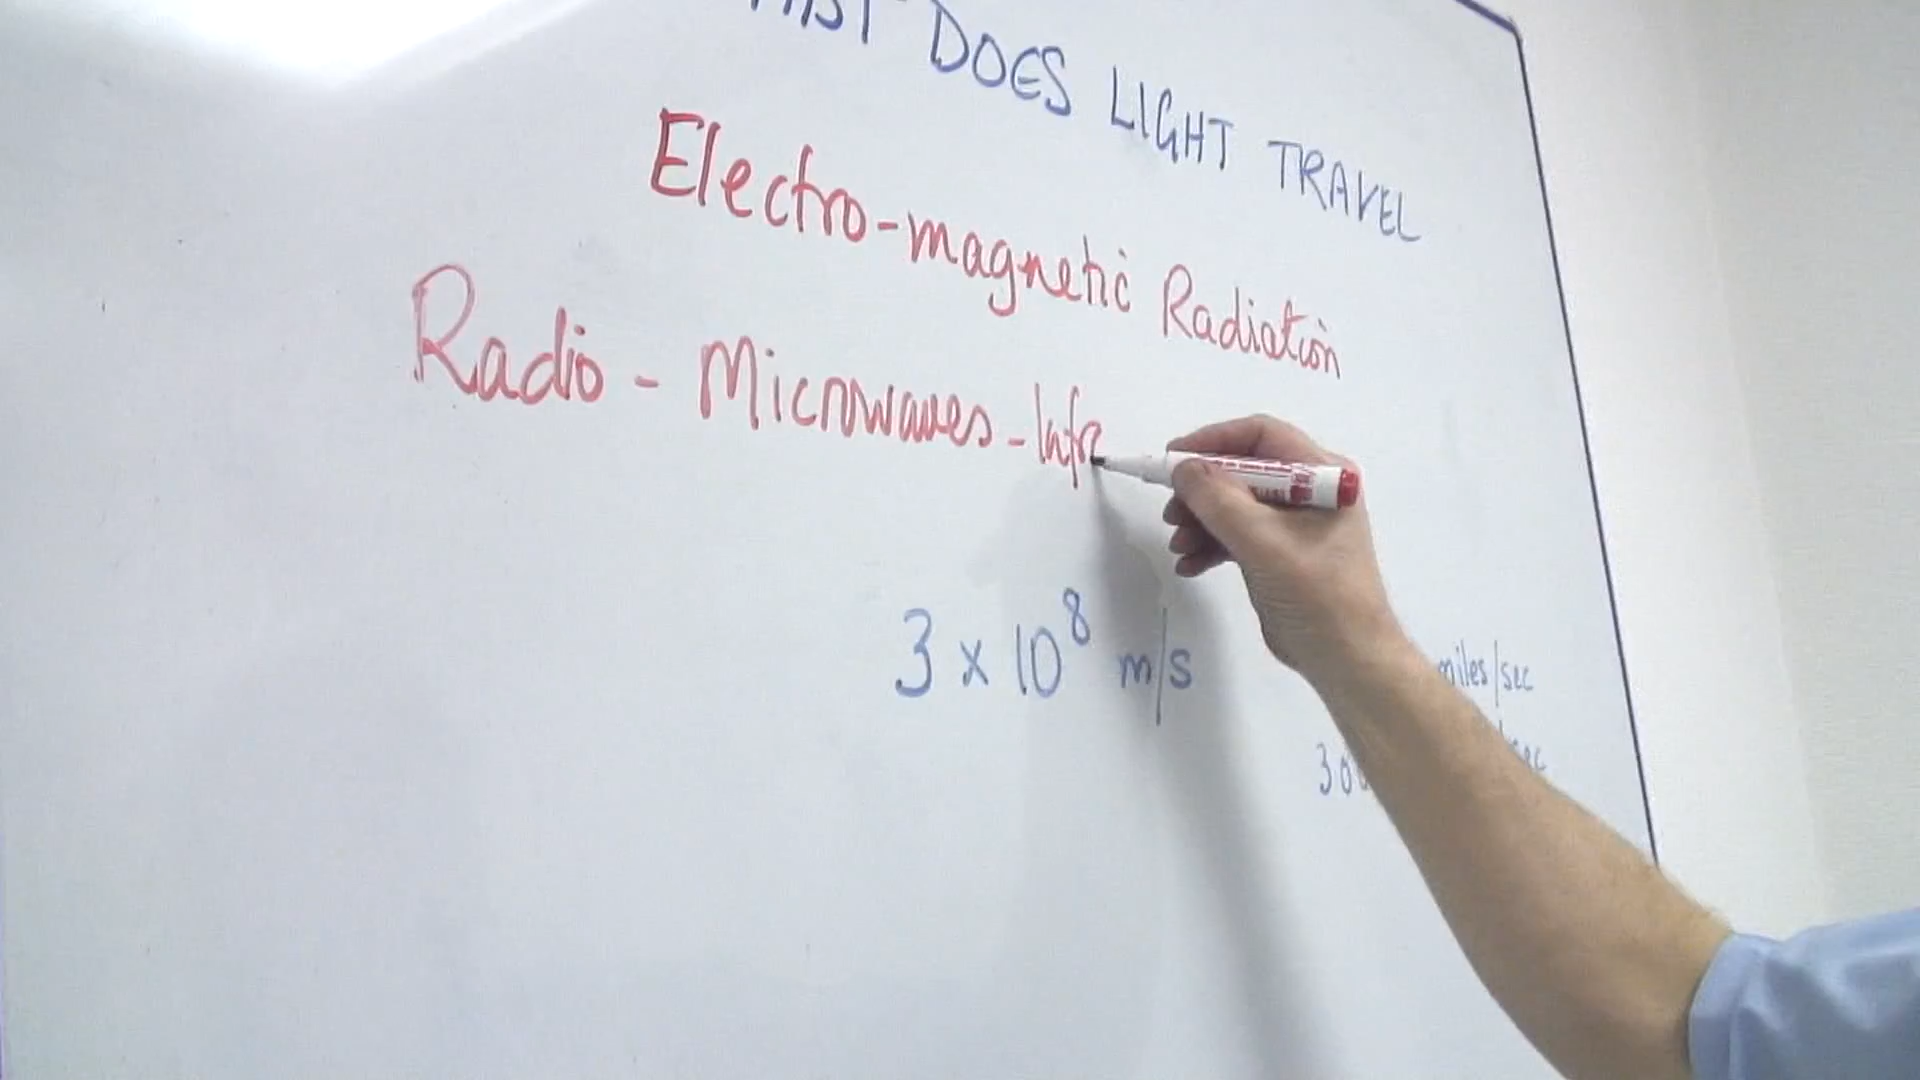 DOES LIGHT TRAVEL
Electro-magnetic Radiation
Radio - Microwaves - Infr
3 x 10⁸ m/s
miles/sec